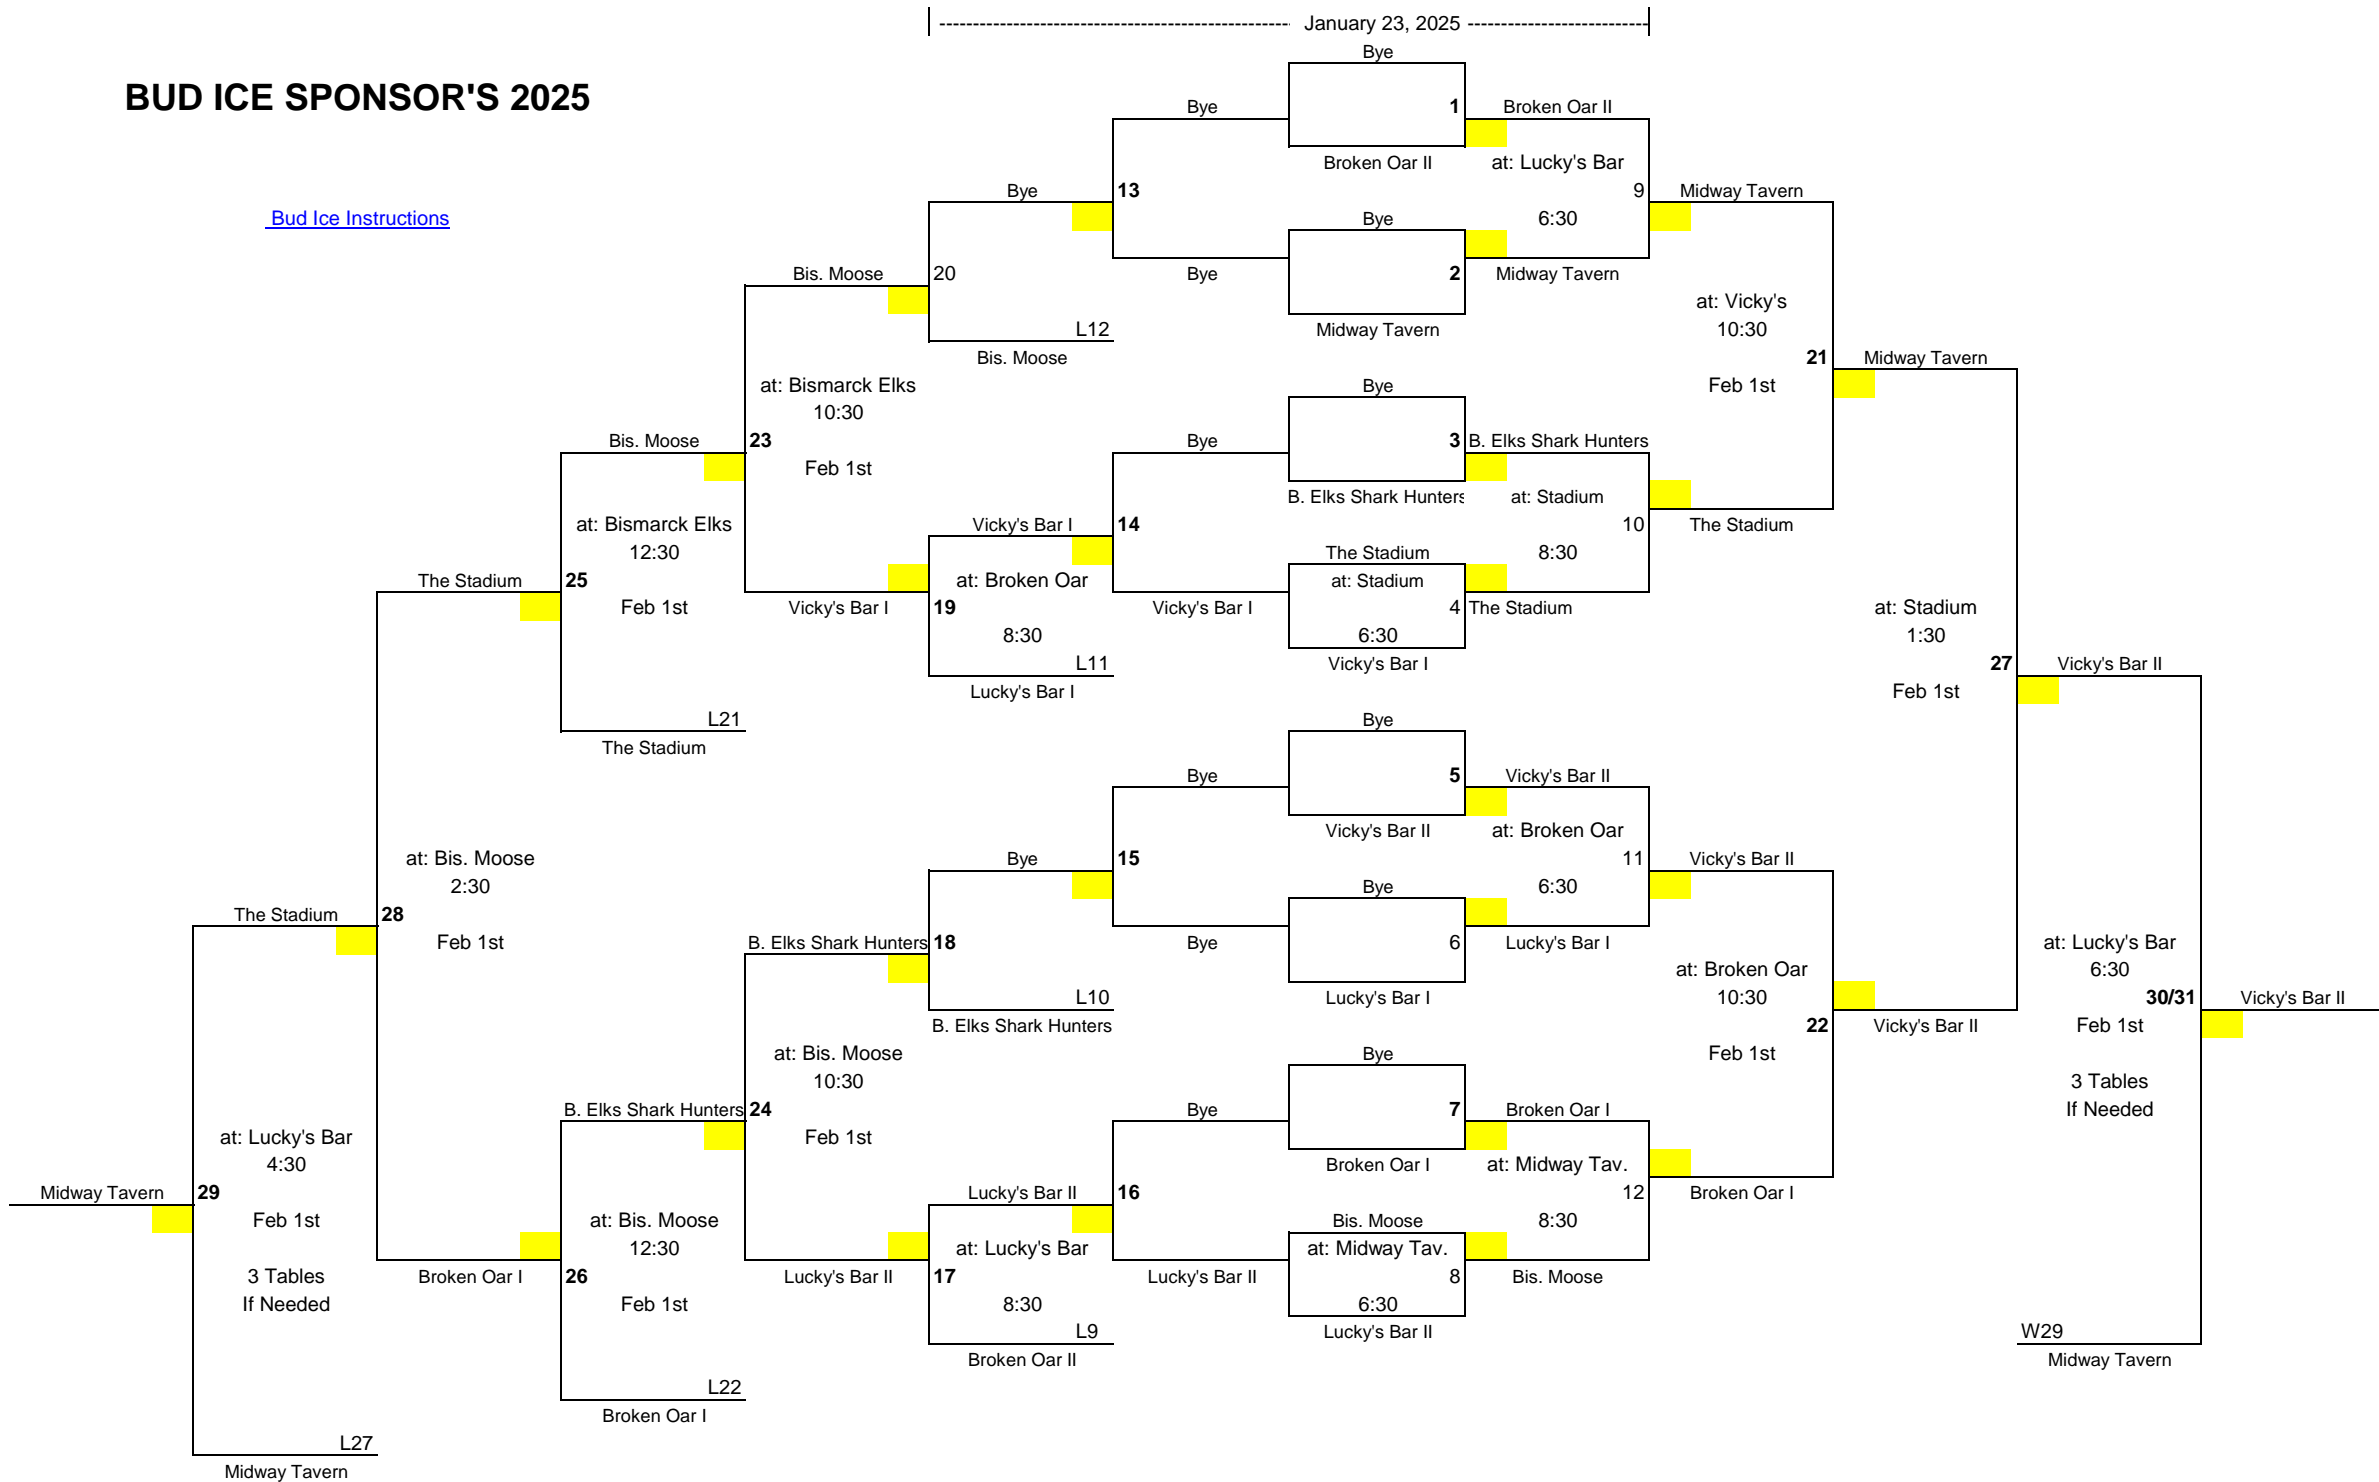 |---------------------------------------------------------- January 23, 2025 ------------------------------|
Bye
BUD ICE SPONSOR'S 2025
Bye 1 Broken Oar II
Broken Oar II at: Lucky's Bar
Bye 13 9 Midway Tavern
Bud Ice Instructions Bye 6:30
Bis. Moose 20 Bye 2 Midway Tavern
at: Vicky's
L12 Midway Tavern 10:30
Bis. Moose 21 Midway Tavern
at: Bismarck Elks Bye Feb 1st
10:30
Bis. Moose 23 Bye 3 B. Elks Shark Hunters
Feb 1st
B. Elks Shark Hunters at: Stadium
at: Bismarck Elks Vicky's Bar I 14 10 The Stadium
12:30 The Stadium 8:30
The Stadium 25 at: Broken Oar at: Stadium
Feb 1st Vicky's Bar I 19 Vicky's Bar I 4 The Stadium at: Stadium
8:30 6:30 1:30
L11 Vicky's Bar I 27 Vicky's Bar II
Lucky's Bar I Feb 1st
L21 Bye
The Stadium
Bye 5 Vicky's Bar II
Vicky's Bar II at: Broken Oar
at: Bis. Moose Bye 15 11 Vicky's Bar II
2:30 Bye 6:30
The Stadium 28
Feb 1st B. Elks Shark Hunters 18 Bye 6 Lucky's Bar I at: Lucky's Bar
at: Broken Oar 6:30
L10 Lucky's Bar I 10:30 30/31 Vicky's Bar II
B. Elks Shark Hunters 22 Vicky's Bar II Feb 1st
at: Bis. Moose Bye Feb 1st
10:30 3 Tables
B. Elks Shark Hunters 24 Bye 7 Broken Oar I If Needed
at: Lucky's Bar Feb 1st
4:30 Broken Oar I at: Midway Tav.
Midway Tavern 29 Lucky's Bar II 16 12 Broken Oar I
Feb 1st at: Bis. Moose Bis. Moose 8:30
12:30 at: Lucky's Bar at: Midway Tav.
3 Tables Broken Oar I 26 Lucky's Bar II 17 Lucky's Bar II 8 Bis. Moose
If Needed Feb 1st 8:30 6:30
L9 Lucky's Bar II W29
Broken Oar II Midway Tavern
L22
Broken Oar I
L27
Midway Tavern